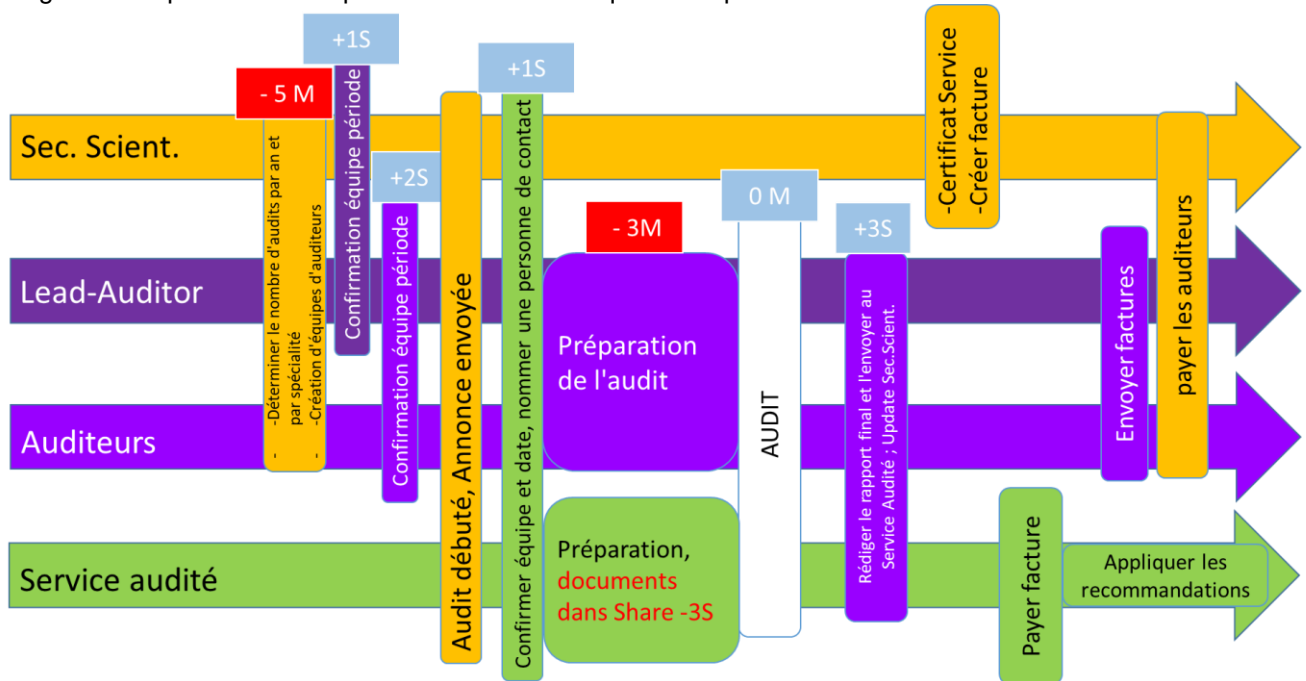 +1S
+1S
- 5 M
Sec. Scient.
- -Déterminer le nombre d'audits par an et
par spécialité
- -Création d'équipes d'auditeurs
Confirmation équipe période
+2S
Confirmation équipe période
Audit débuté, Annonce envoyée
Confirmer équipe et date, nommer une personne de contact
-Certificat Service
-Créer facture
0 M
- 3M
+3S
Lead-Auditor
Préparation
de l'audit
AUDIT
Rédiger le rapport final et l'envoyer au
Service Audité ; Update Sec.Scient.
Envoyer factures
payer les auditeurs
Auditeurs
Service audité
Préparation,
documents
dans Share -3S
Payer facture
Appliquer les
recommandations